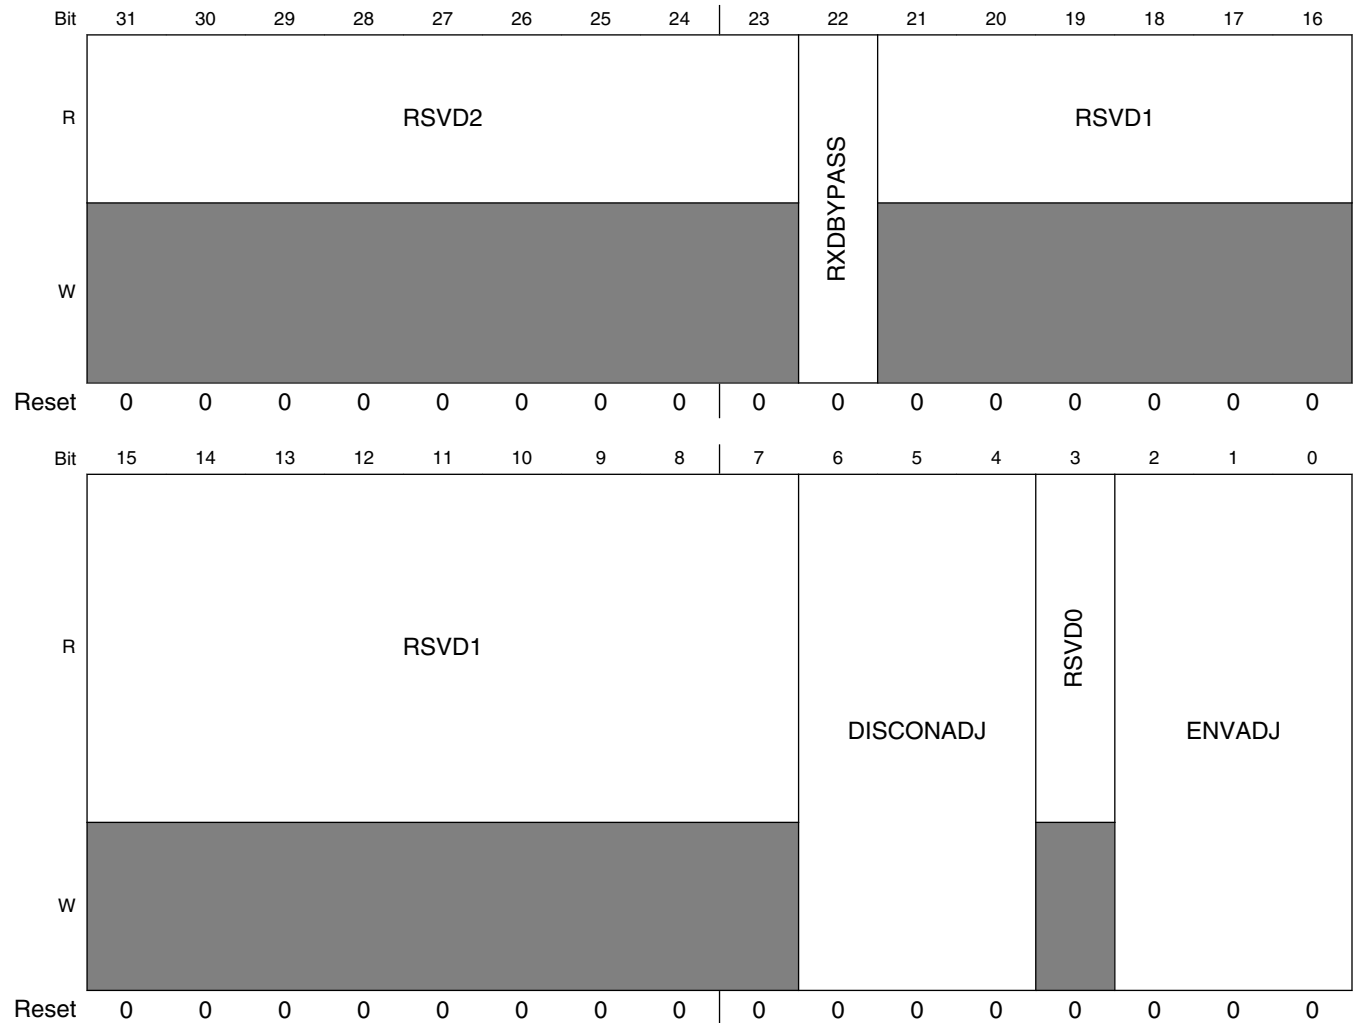 Bit 31 30 29 28 27 26 25 24 23 22 21 20 19 18 17 16
R RSVD2 RXDBYPASS RSVD1
W
Reset 0 0 0 0 0 0 0 0 0 0 0 0 0 0 0 0
Bit 15 14 13 12 11 10 9 8 7 6 5 4 3 2 1 0
R RSVD1 DISCONADJ RSVD0 ENVADJ
W
Reset 0 0 0 0 0 0 0 0 0 0 0 0 0 0 0 0